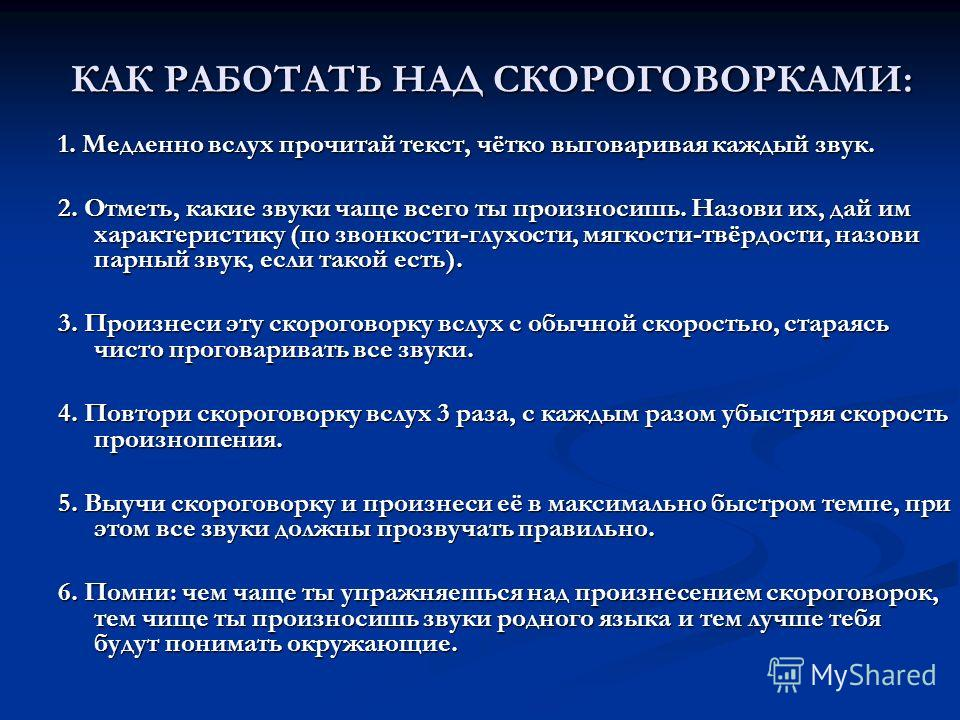 КАК РАБОТАТЬ НАД СКОРОГОВОРКАМИ:
1. Медленно вслух прочитай текст, чётко выговаривая каждый звук.
2. Отметь, какие звуки чаще всего ты произносишь. Назови их, дай им
характеристику (по звонкости-глухости, мягкости-твёрдости, назови
парный звук, если такой есть).
3. Произнеси эту скороговорку вслух с обычной скоростью, стараясь
чисто проговаривать все звуки.
4. Повтори скороговорку вслух 3 раза, с каждым разом убыстряя скорость
произношения.
5. Выучи скороговорку и произнеси её в максимально быстром темпе, при
этом все звуки должны прозвучать правильно.
6. Помни: чем чаще ты упражняешься над произнесением скороговорок,
тем чище ты произносишь звуки родного языка и тем лучше тебя
будут понимать окружающие.
MyShared